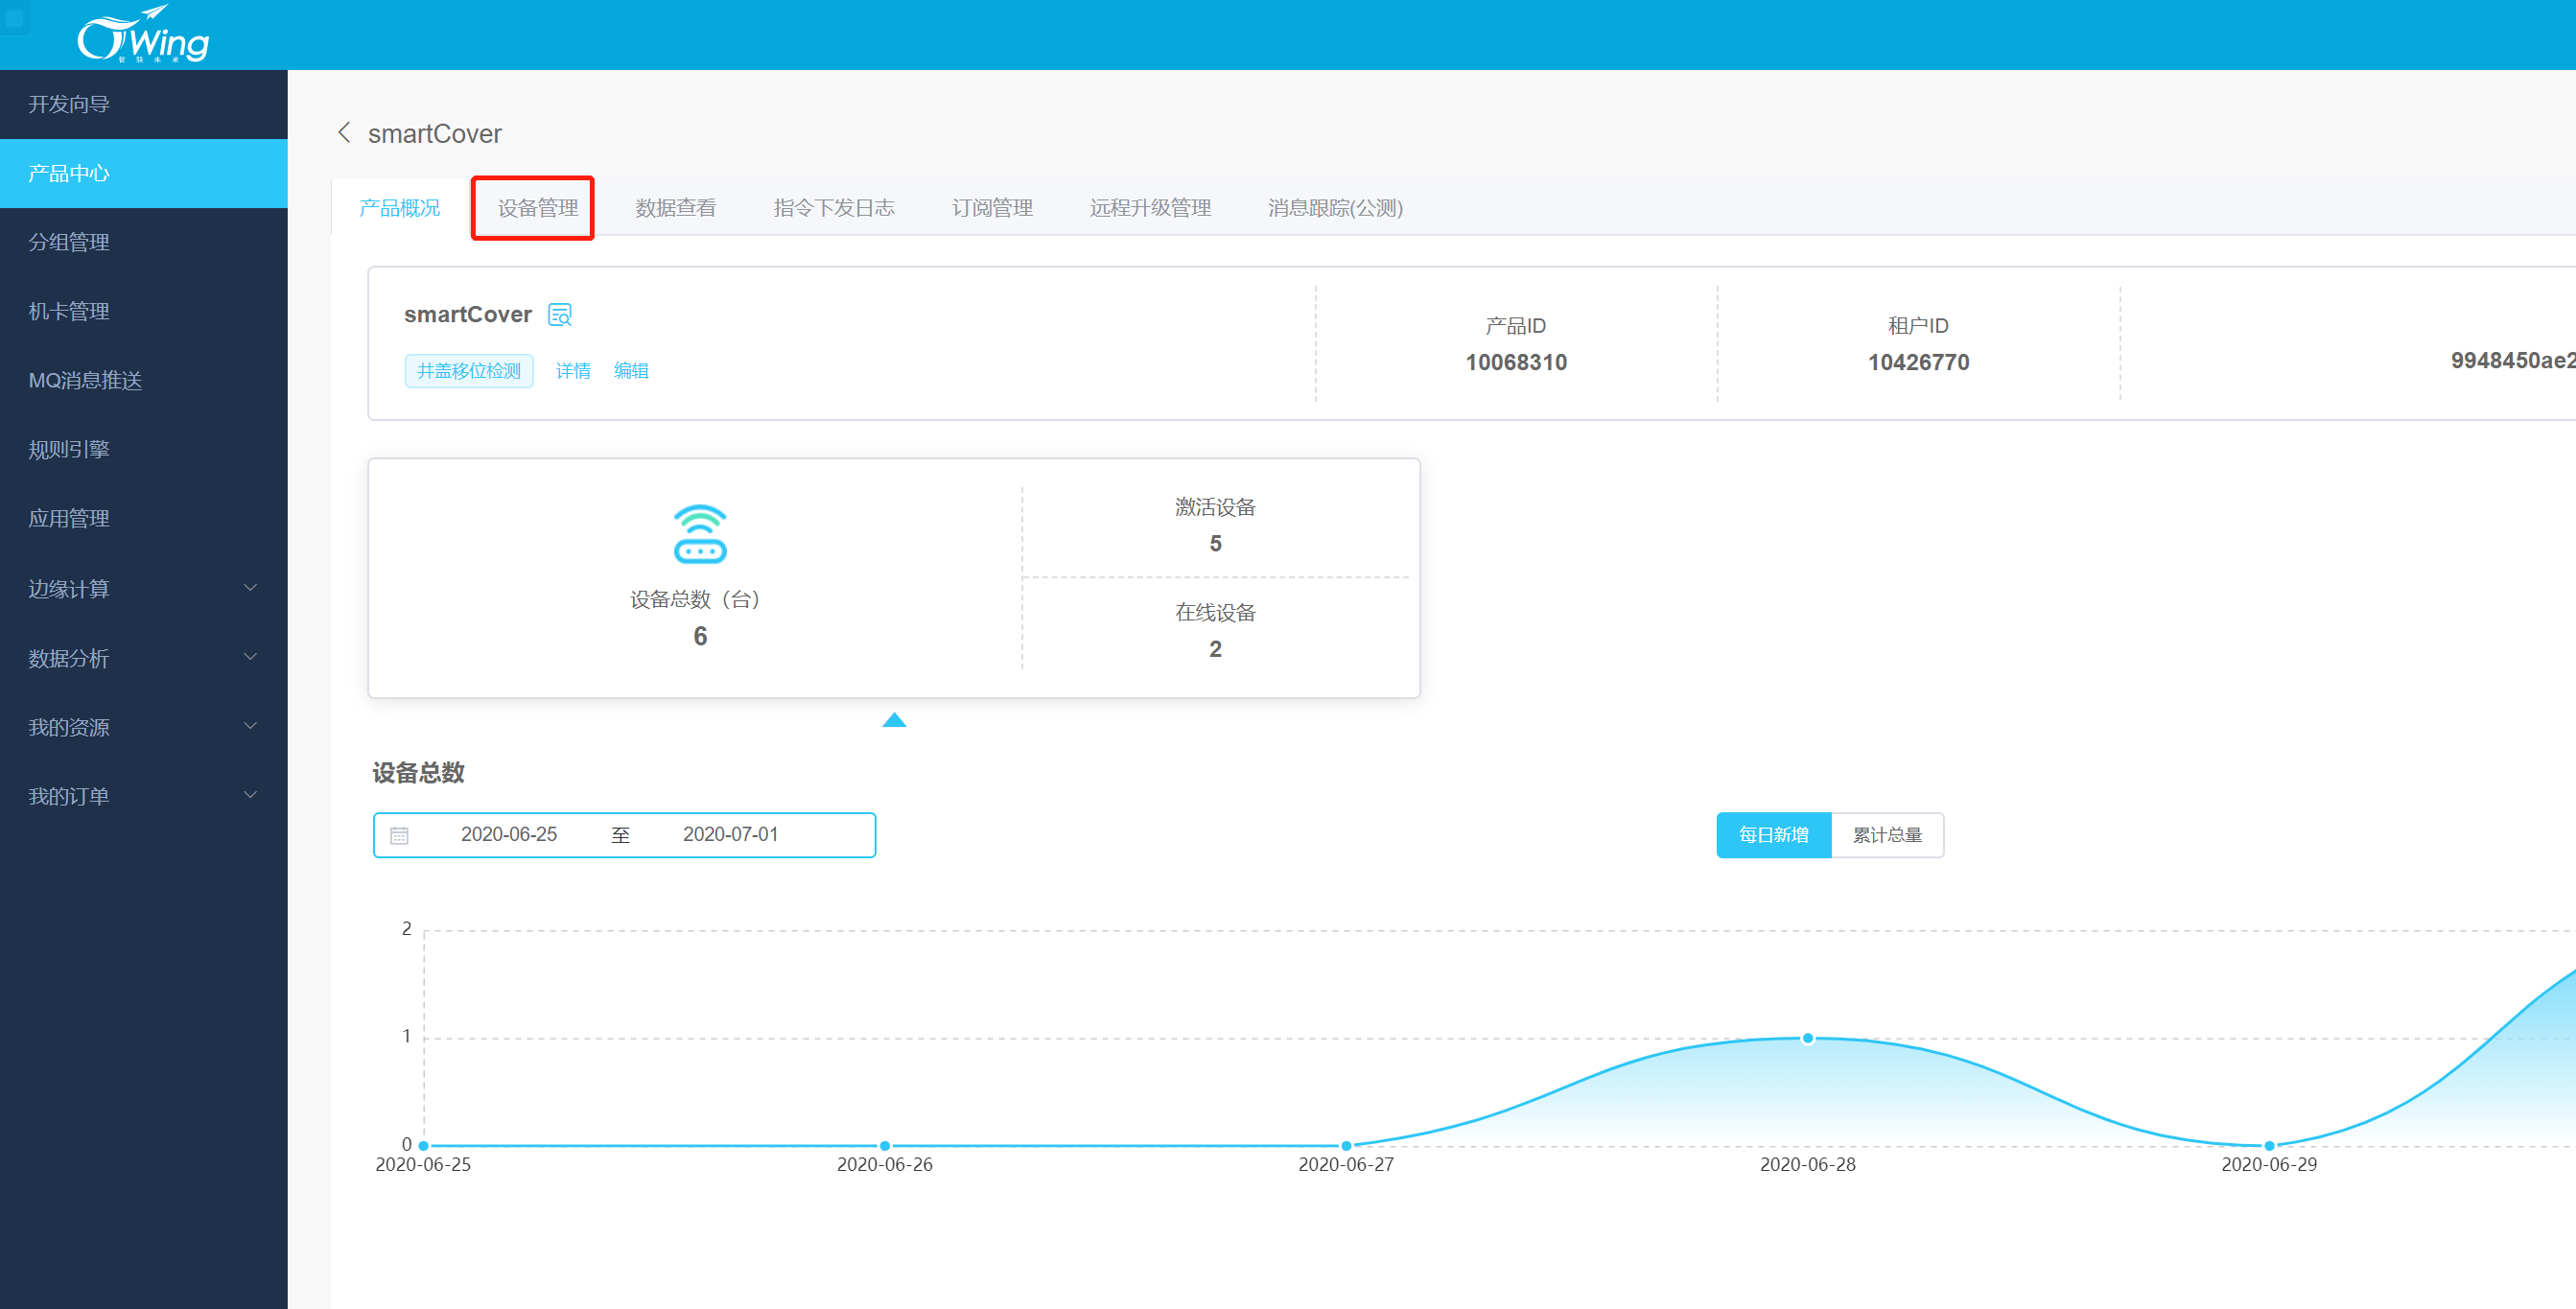 Wing
智联未来
开发向导
产品中心
分组管理
机卡管理
MQ消息推送
规则引擎
应用管理
边缘计算
数据分析
我的资源
我的订单
smartCover
产品概况 设备管理 数据查看 指令下发日志 订阅管理 远程升级管理 消息跟踪(公测)
smartCover
井盖移位检测 详情 编辑
产品ID
10068310
租户ID
10426770
9948450ae2
设备总数（台）
6
激活设备
5
在线设备
2
设备总数
2020-06-25 至 2020-07-01
每日新增 累计总量
2
1
0
2020-06-25 2020-06-26 2020-06-27 2020-06-28 2020-06-29